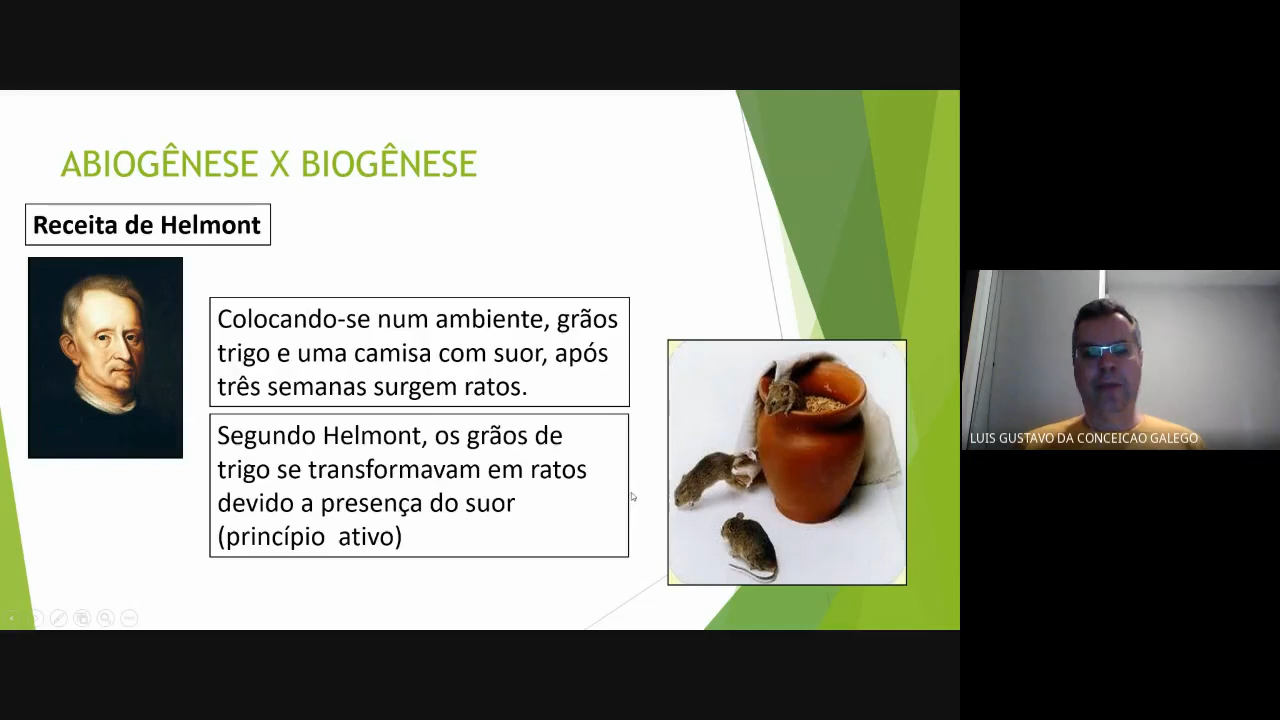 ABIOGÊNESE X BIOGÊNESE
Receita de Helmont
Colocando-se num ambiente, grãos
trigo e uma camisa com suor, após
três semanas surgem ratos.
Segundo Helmont, os grãos de
trigo se transformavam em ratos
devido a presença do suor
(princípio  ativo)
LUIS GUSTAVO DA CONCEICAO GALEGO